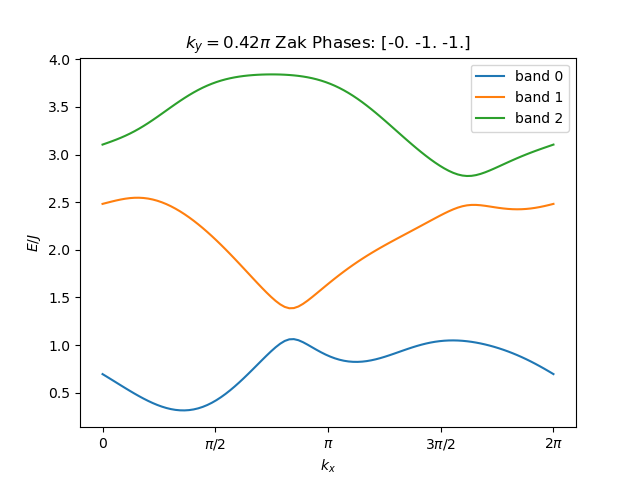 k_y = 0.42π Zak Phases: [-0. -1. -1.]
4.0
3.5
3.0
2.5
2.0
1.5
1.0
0.5
E/J
band 0
band 1
band 2
0
π/2
π
3π/2
2π
k_x